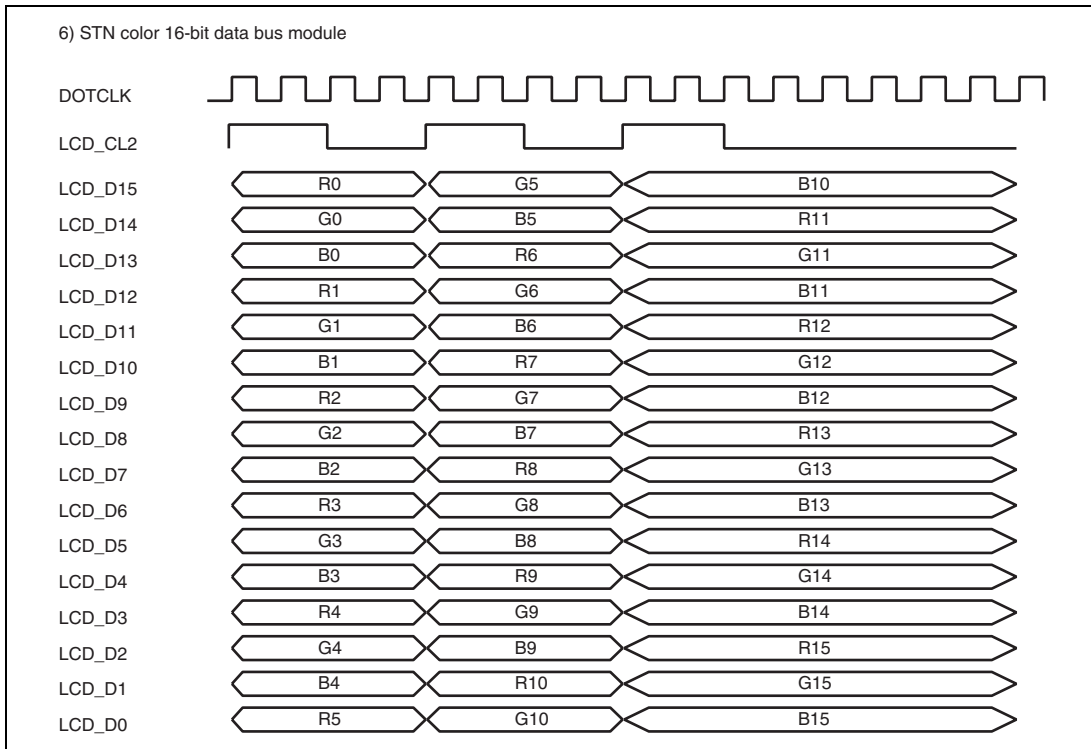 6) STN color 16-bit data bus module
DOTCLK
LCD_CL2
LCD_D15 R0 G5 B10
LCD_D14 G0 B5 R11
LCD_D13 B0 R6 G11
LCD_D12 R1 G6 B11
LCD_D11 G1 B6 R12
LCD_D10 B1 R7 G12
LCD_D9 R2 G7 B12
LCD_D8 G2 B7 R13
LCD_D7 B2 R8 G13
LCD_D6 R3 G8 B13
LCD_D5 G3 B8 R14
LCD_D4 B3 R9 G14
LCD_D3 R4 G9 B14
LCD_D2 G4 B9 R15
LCD_D1 B4 R10 G15
LCD_D0 R5 G10 B15